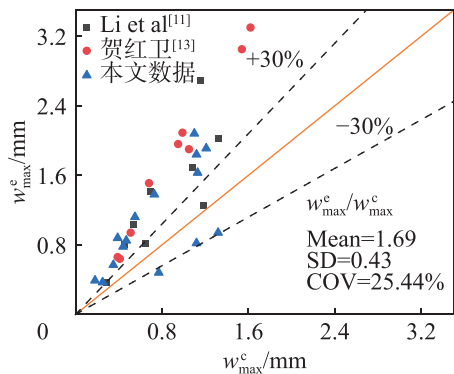 3.2
2.4
1.6
0.8
0
0.8
1.6
2.4
3.2
w^e_max/mm
w^c_max/mm
Li et al[11]
贺红卫[13]
本文数据
+30%
−30%
w^e_max/w^c_max
Mean=1.69
SD=0.43
COV=25.44%